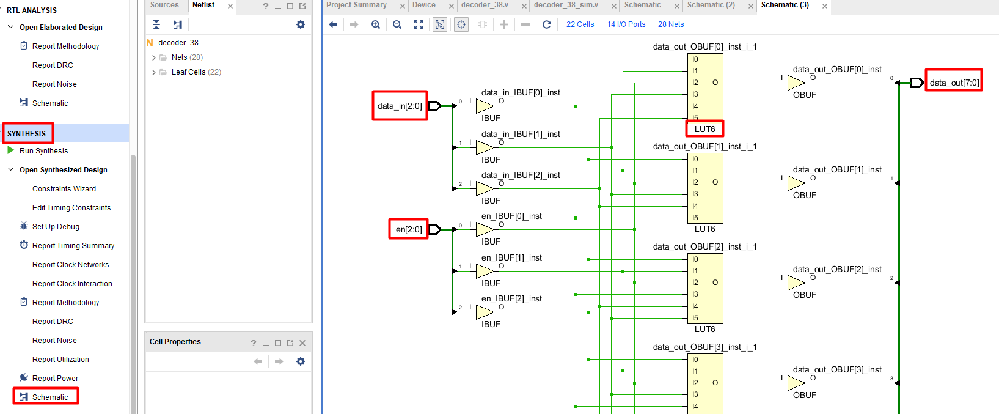 RTL ANALYSIS
Open Elaborated Design
Report Methodology
Report DRC
Report Noise
Schematic
SYNTHESIS
Run Synthesis
Open Synthesized Design
Constraints Wizard
Edit Timing Constraints
Set Up Debug
Report Timing Summary
Report Clock Networks
Report Clock Interaction
Report Methodology
Report DRC
Report Noise
Report Utilization
Report Power
Schematic
Sources Netlist × ?
N decoder_38
Nets (28)
Leaf Cells (22)
Cell Properties ?
Project Summary × Device × decoder_38.v × decoder_38_sim.v × Schematic × Schematic (2) × Schematic (3) ×
22 Cells 14 I/O Ports 28 Nets
data_in[2:0]
0 I data_in_IBUF[0]_inst O
IBUF
1 I data_in_IBUF[1]_inst O
IBUF
2 I data_in_IBUF[2]_inst O
IBUF
en[2:0]
0 I en_IBUF[0]_inst O
IBUF
1 I en_IBUF[1]_inst O
IBUF
2 I en_IBUF[2]_inst O
IBUF
data_out_OBUF[0]_inst_i_1
I0
I1
I2 O
I3
I4
I5
LUT6
data_out_OBUF[1]_inst_i_1
I0
I1
I2 O
I3
I4
I5
LUT6
data_out_OBUF[2]_inst_i_1
I0
I1
I2 O
I3
I4
I5
LUT6
data_out_OBUF[3]_inst_i_1
I0
I1
I2 O
I3
I4
data_out_OBUF[0]_inst
I O 0
OBUF
data_out[7:0]
data_out_OBUF[1]_inst
I O 1
OBUF
data_out_OBUF[2]_inst
I O 2
OBUF
data_out_OBUF[3]_inst
I O 3
OBUF